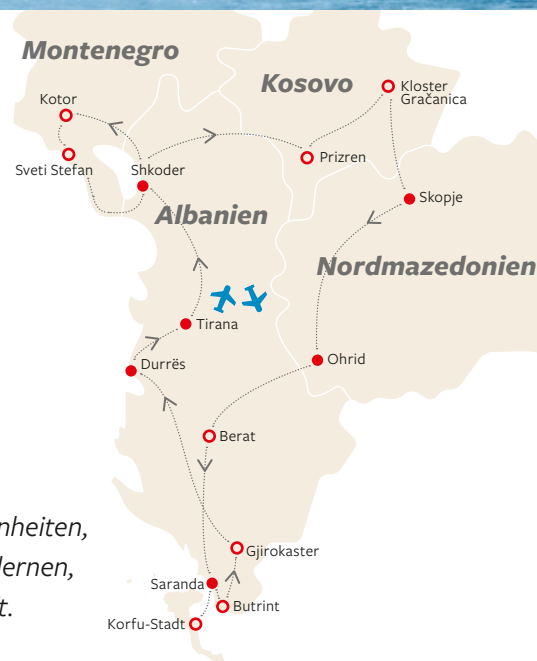 Montenegro
Kosovo
Kotor
Kloster
Gračanica
Sveti Stefan
Shkoder
Prizren
Albanien
Skopje
Nordmazedonien
Tirana
Durrës
Ohrid
Berat
nheiten,
lernen,
t.
Gjirokaster
Saranda
Butrint
Korfu-Stadt